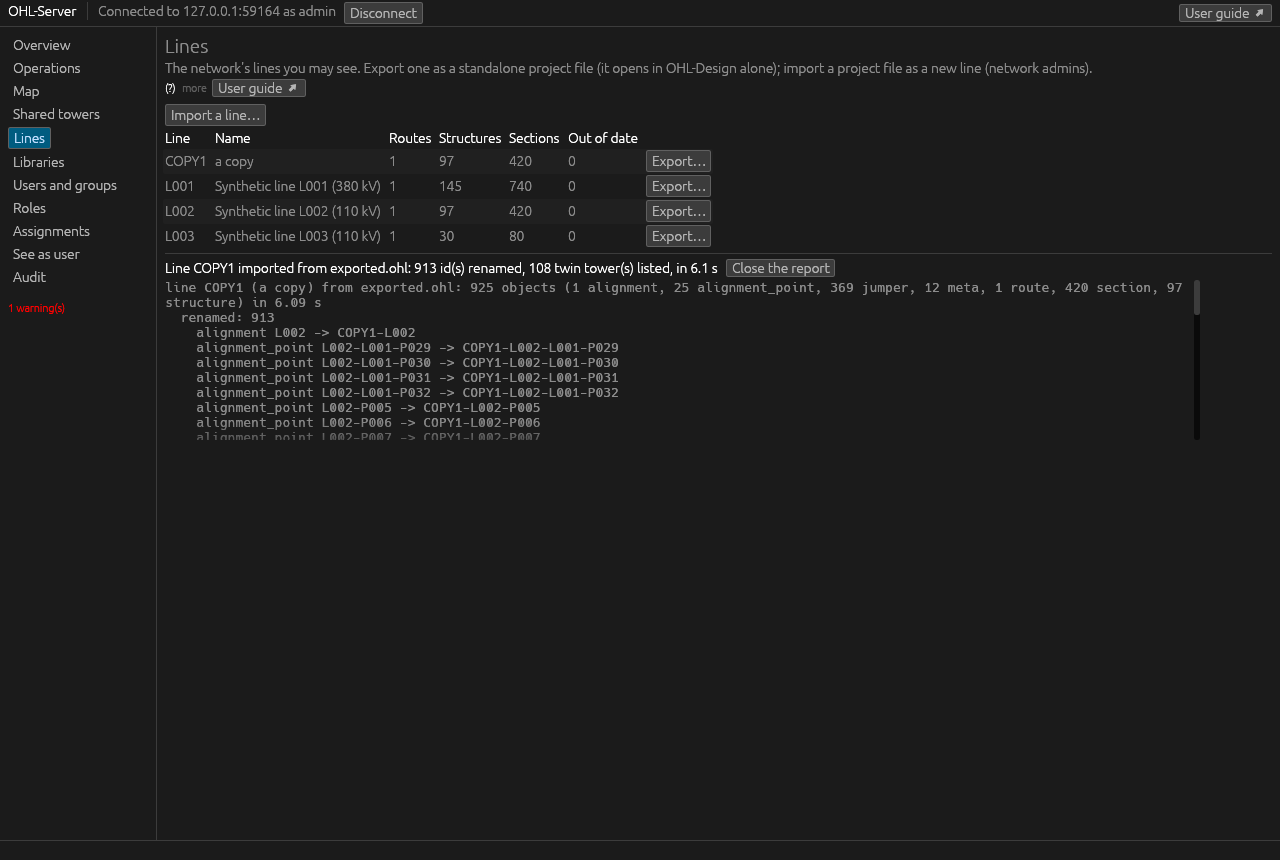 OHL-Server Connected to 127.0.0.1:59164 as admin Disconnect User guide
Overview
Operations
Map
Shared towers
Lines
Libraries
Users and groups
Roles
Assignments
See as user
Audit
1 warning(s)
Lines
The network's lines you may see. Export one as a standalone project file (it opens in OHL-Design alone); import a project file as a new line (network admins).
(?) more User guide
Import a line…
Line Name Routes Structures Sections Out of date
COPY1 a copy 1 97 420 0 Export…
L001 Synthetic line L001 (380 kV) 1 145 740 0 Export…
L002 Synthetic line L002 (110 kV) 1 97 420 0 Export…
L003 Synthetic line L003 (110 kV) 1 30 80 0 Export…
Line COPY1 imported from exported.ohl: 913 id(s) renamed, 108 twin tower(s) listed, in 6.1 s Close the report
line COPY1 (a copy) from exported.ohl: 925 objects (1 alignment, 25 alignment_point, 369 jumper, 12 meta, 1 route, 420 section, 97
structure) in 6.09 s
renamed: 913
alignment L002 -> COPY1-L002
alignment_point L002-L001-P029 -> COPY1-L002-L001-P029
alignment_point L002-L001-P030 -> COPY1-L002-L001-P030
alignment_point L002-L001-P031 -> COPY1-L002-L001-P031
alignment_point L002-L001-P032 -> COPY1-L002-L001-P032
alignment_point L002-P005 -> COPY1-L002-P005
alignment_point L002-P006 -> COPY1-L002-P006
alignment_point L002-P007 -> COPY1-L002-P007